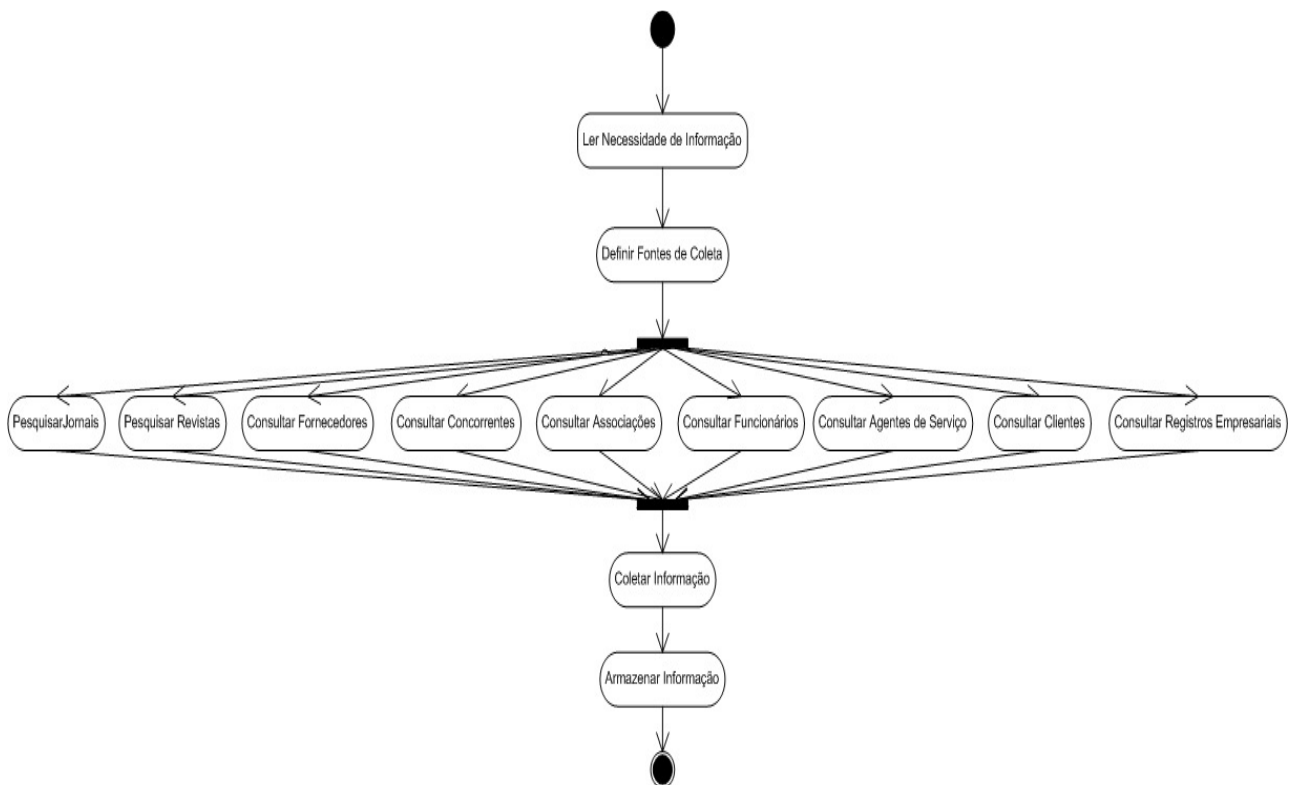 Ler Necessidade de Informação
Definir Fontes de Coleta
PesquisarJornais
Pesquisar Revistas
Consultar Fornecedores
Consultar Concorrentes
Consultar Associações
Consultar Funcionários
Consultar Agentes de Serviço
Consultar Clientes
Consultar Registros Empresariais
Coletar Informação
Armazenar Informação